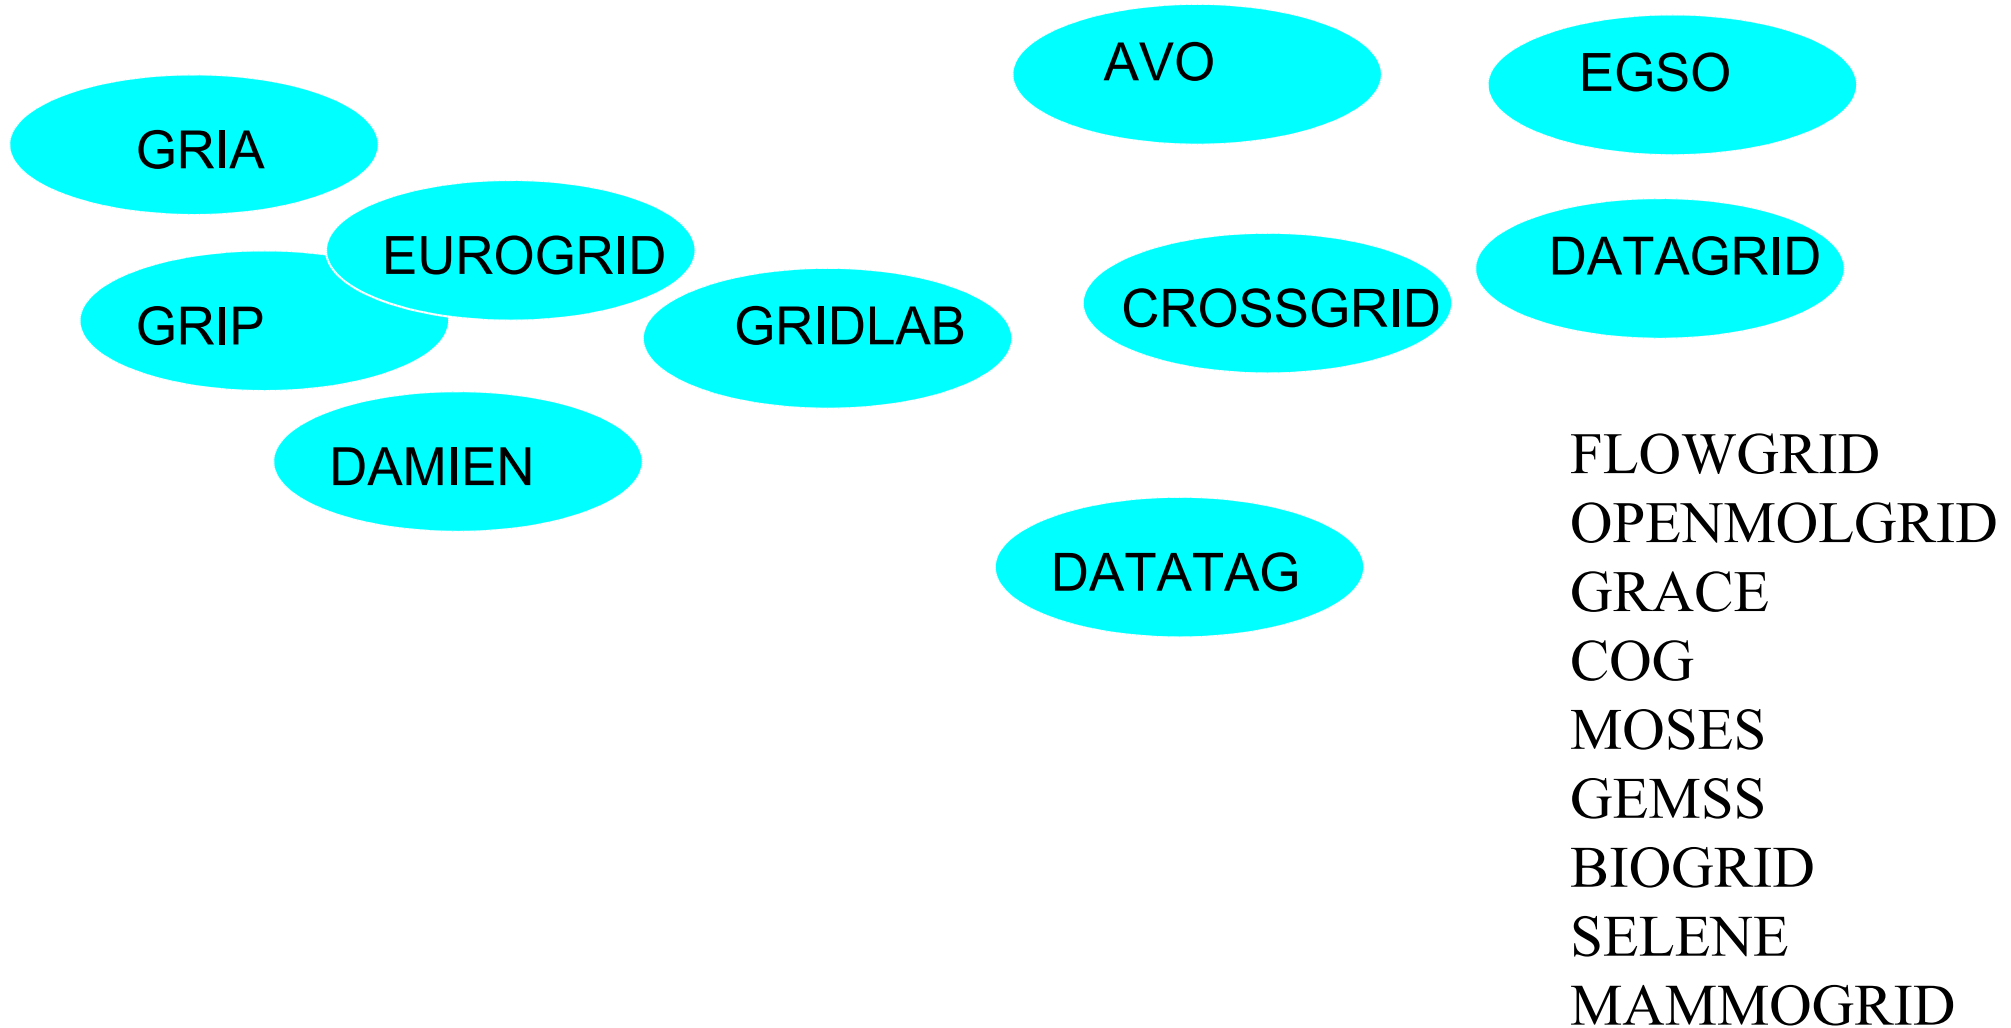 AVO
EGSO
GRIA
EUROGRID
DATAGRID
GRIP
GRIDLAB
CROSSGRID
DAMIEN
DATATAG
FLOWGRID
OPENMOLGRID
GRACE
COG
MOSES
GEMSS
BIOGRID
SELENE
MAMMOGRID